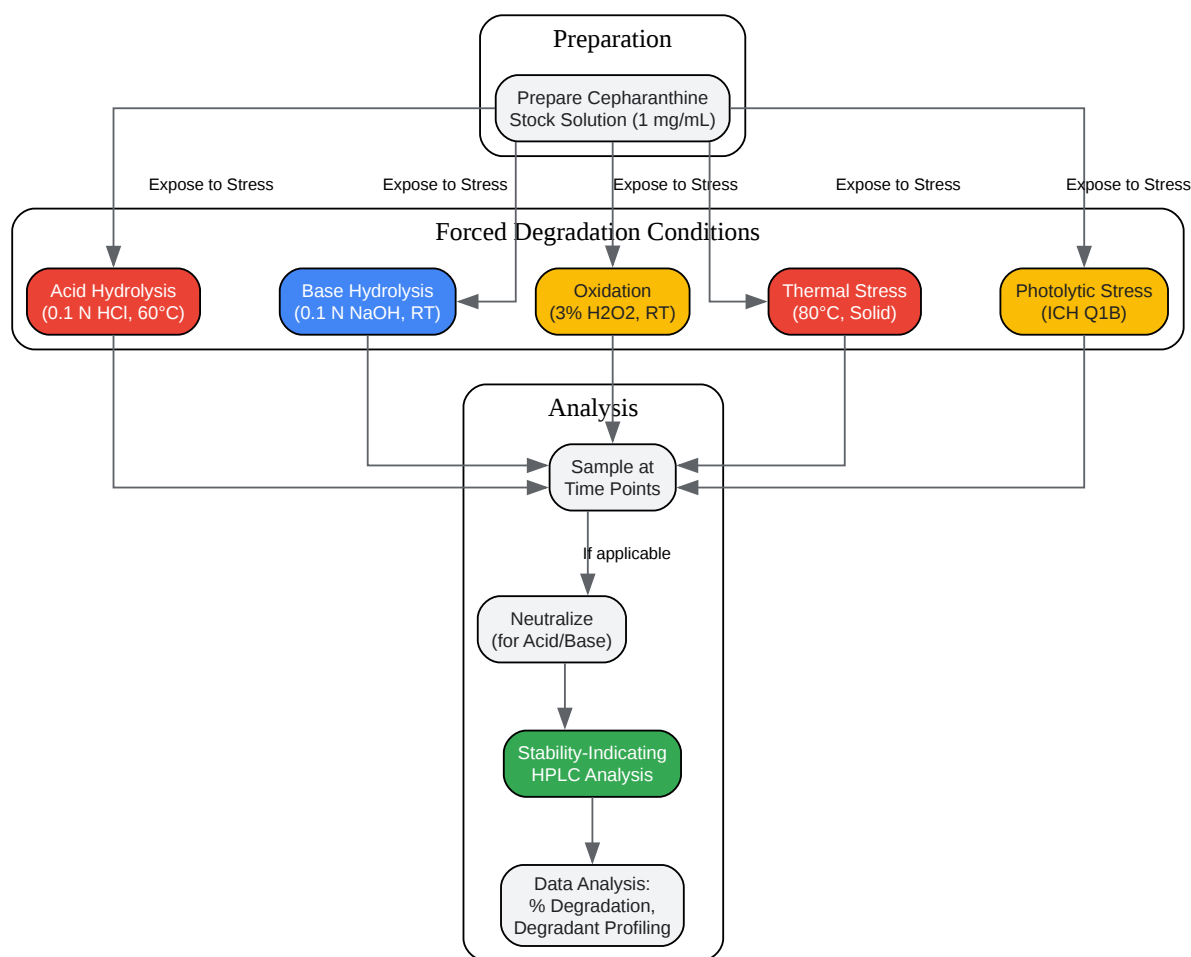 Preparation
Prepare Cepharanthine
Stock Solution (1 mg/mL)
Expose to Stress
Expose to Stress
Expose to Stress
Expose to Stress
Expose to Stress
Forced Degradation Conditions
Acid Hydrolysis
(0.1 N HCl, 60°C)
Base Hydrolysis
(0.1 N NaOH, RT)
Oxidation
(3% H2O2, RT)
Thermal Stress
(80°C, Solid)
Photolytic Stress
(ICH Q1B)
Analysis
Sample at
Time Points
If applicable
Neutralize
(for Acid/Base)
Stability-Indicating
HPLC Analysis
Data Analysis:
% Degradation,
Degradant Profiling